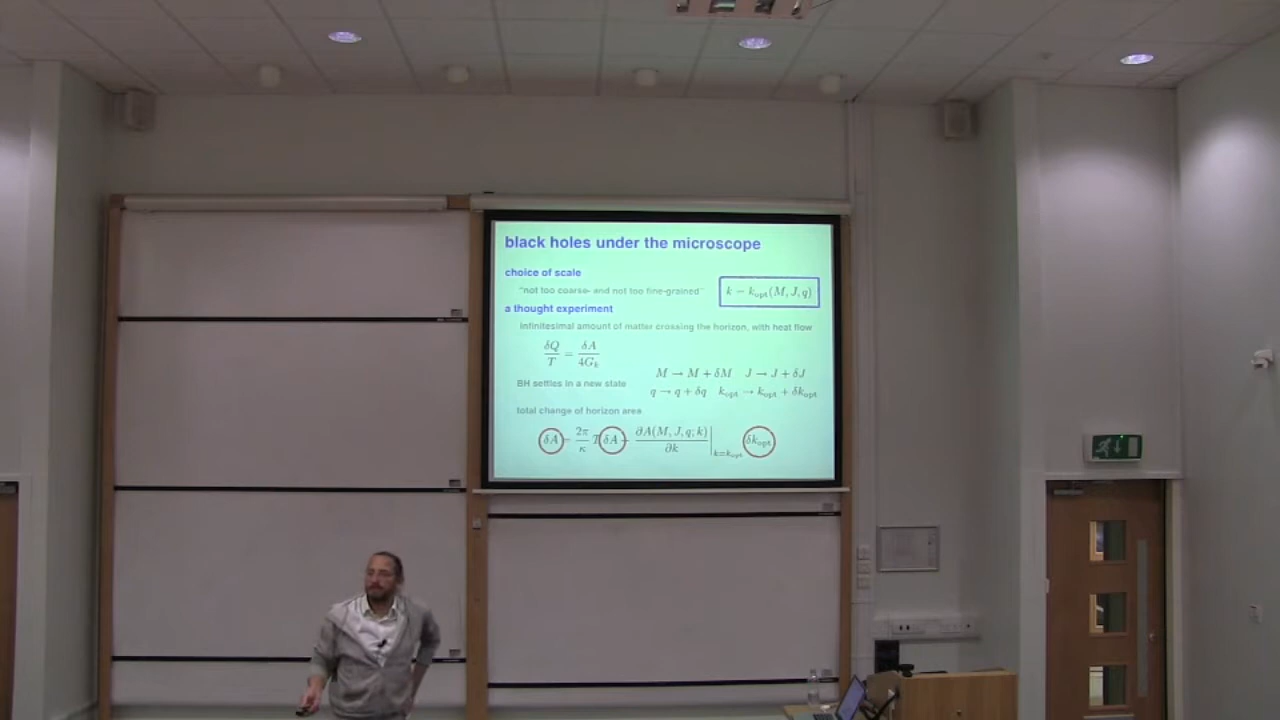 black holes under the microscope
choice of scale
"not too coarse- and not too fine-grained" k = k_opt(M, J, q)
a thought experiment
infinitesimal amount of matter crossing the horizon, with heat flow
δQ/T = δA/4G_k
M → M + δM J → J + δJ
BH settles in a new state
q → q + δq k_opt → k_opt + δk_opt
total change of horizon area
δA = 2π/κ T δA + ∂A(M, J, q; k)/∂k |_{k=k_opt} δk_opt